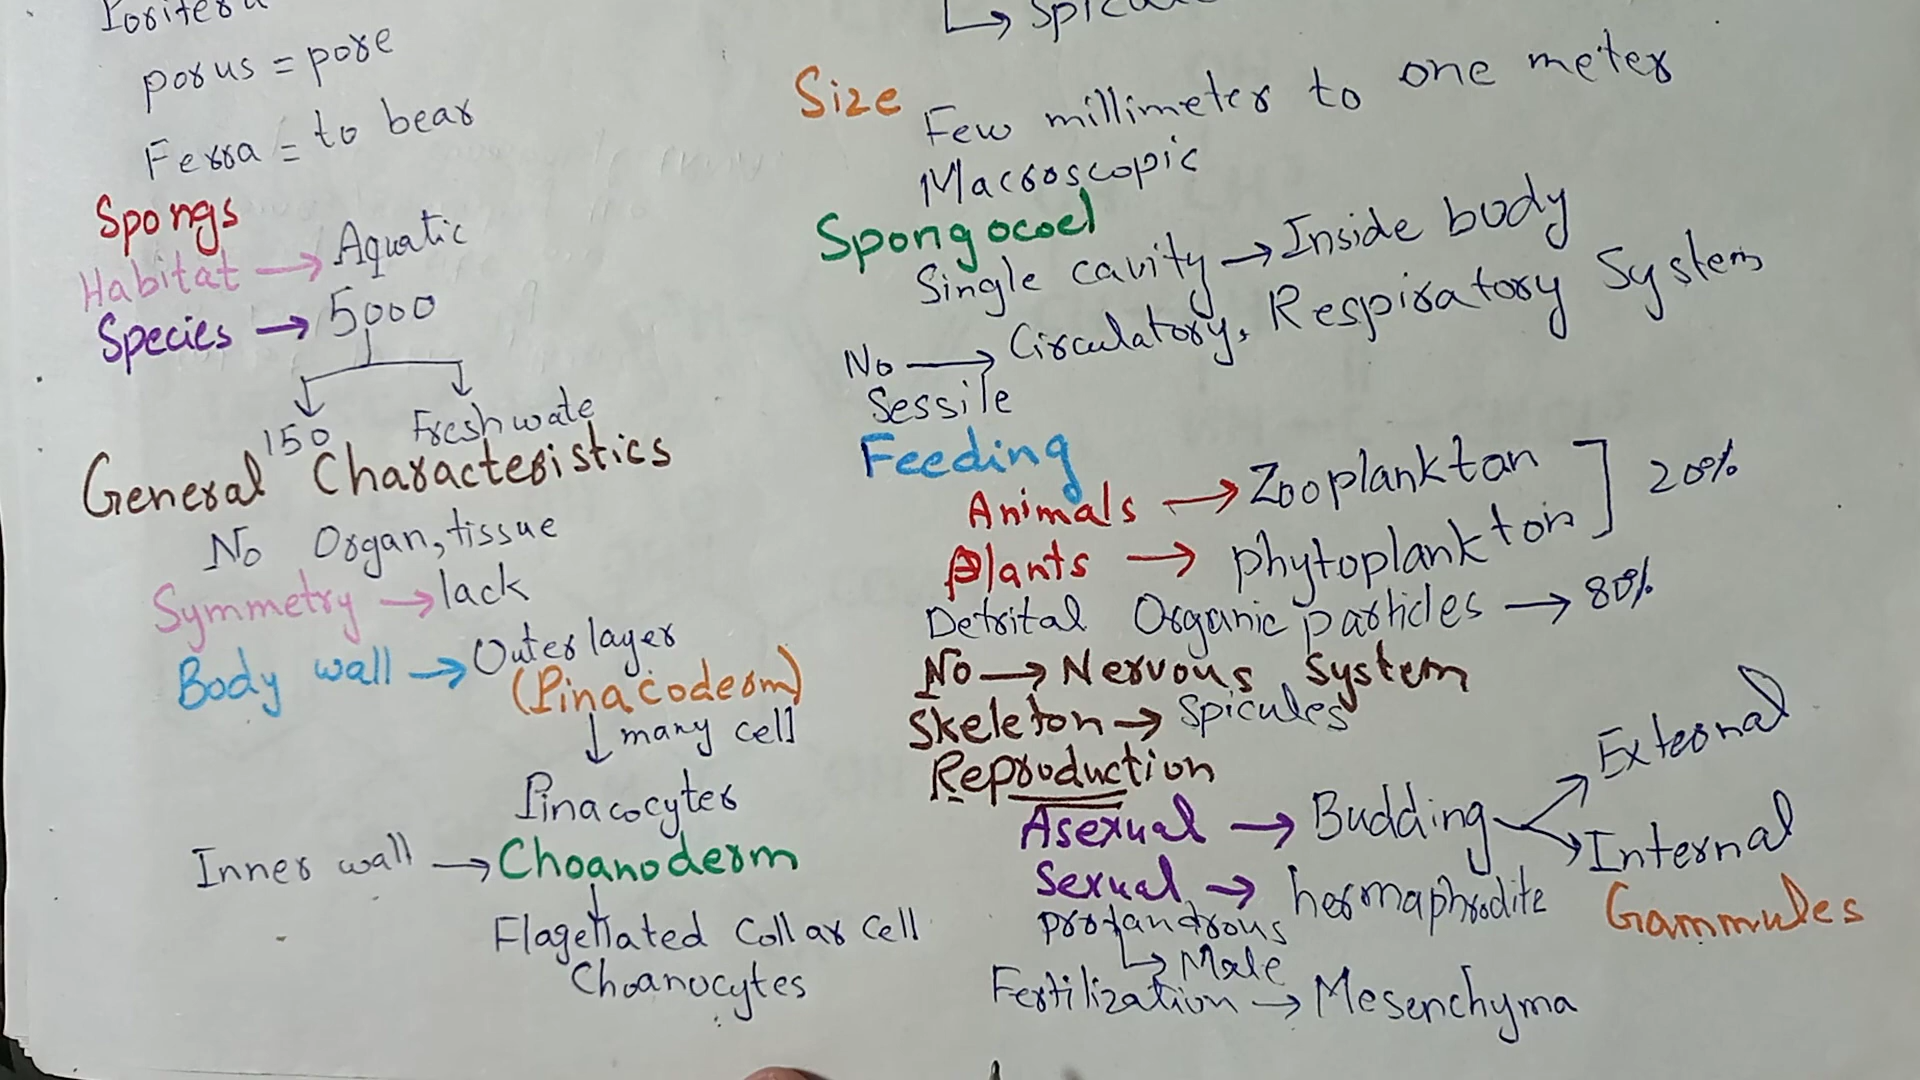 porus = pore
Ferra = to bear
Spongs
Habitat → Aquatic
Species → 5000
150 Freshwate
General Characteristics
No Organ, tissue
Symmetry → lack
Body wall → Outer layer
(Pinacoderm)
↓ many cell
Pinacocytes
Inner wall → Choanoderm
Flagellated Collar Cell
Choanocytes
Size
Few millimeter to one meter
Macroscopic
Spongocoel
Single cavity → Inside body
No → Circulatory, Respiratory System
Sessile
Feeding
Animals → Zooplanktan ] 20%
Plants → phytoplankton
Detrital Organic particles → 80%
No → Nervous System
Skeleton → Spicules
Reproduction
Asexual → Budding → External
→ Internal
Gammules
Sexual → hermaphrodite
protandrous
↳ Male
Fertilization → Mesenchyma